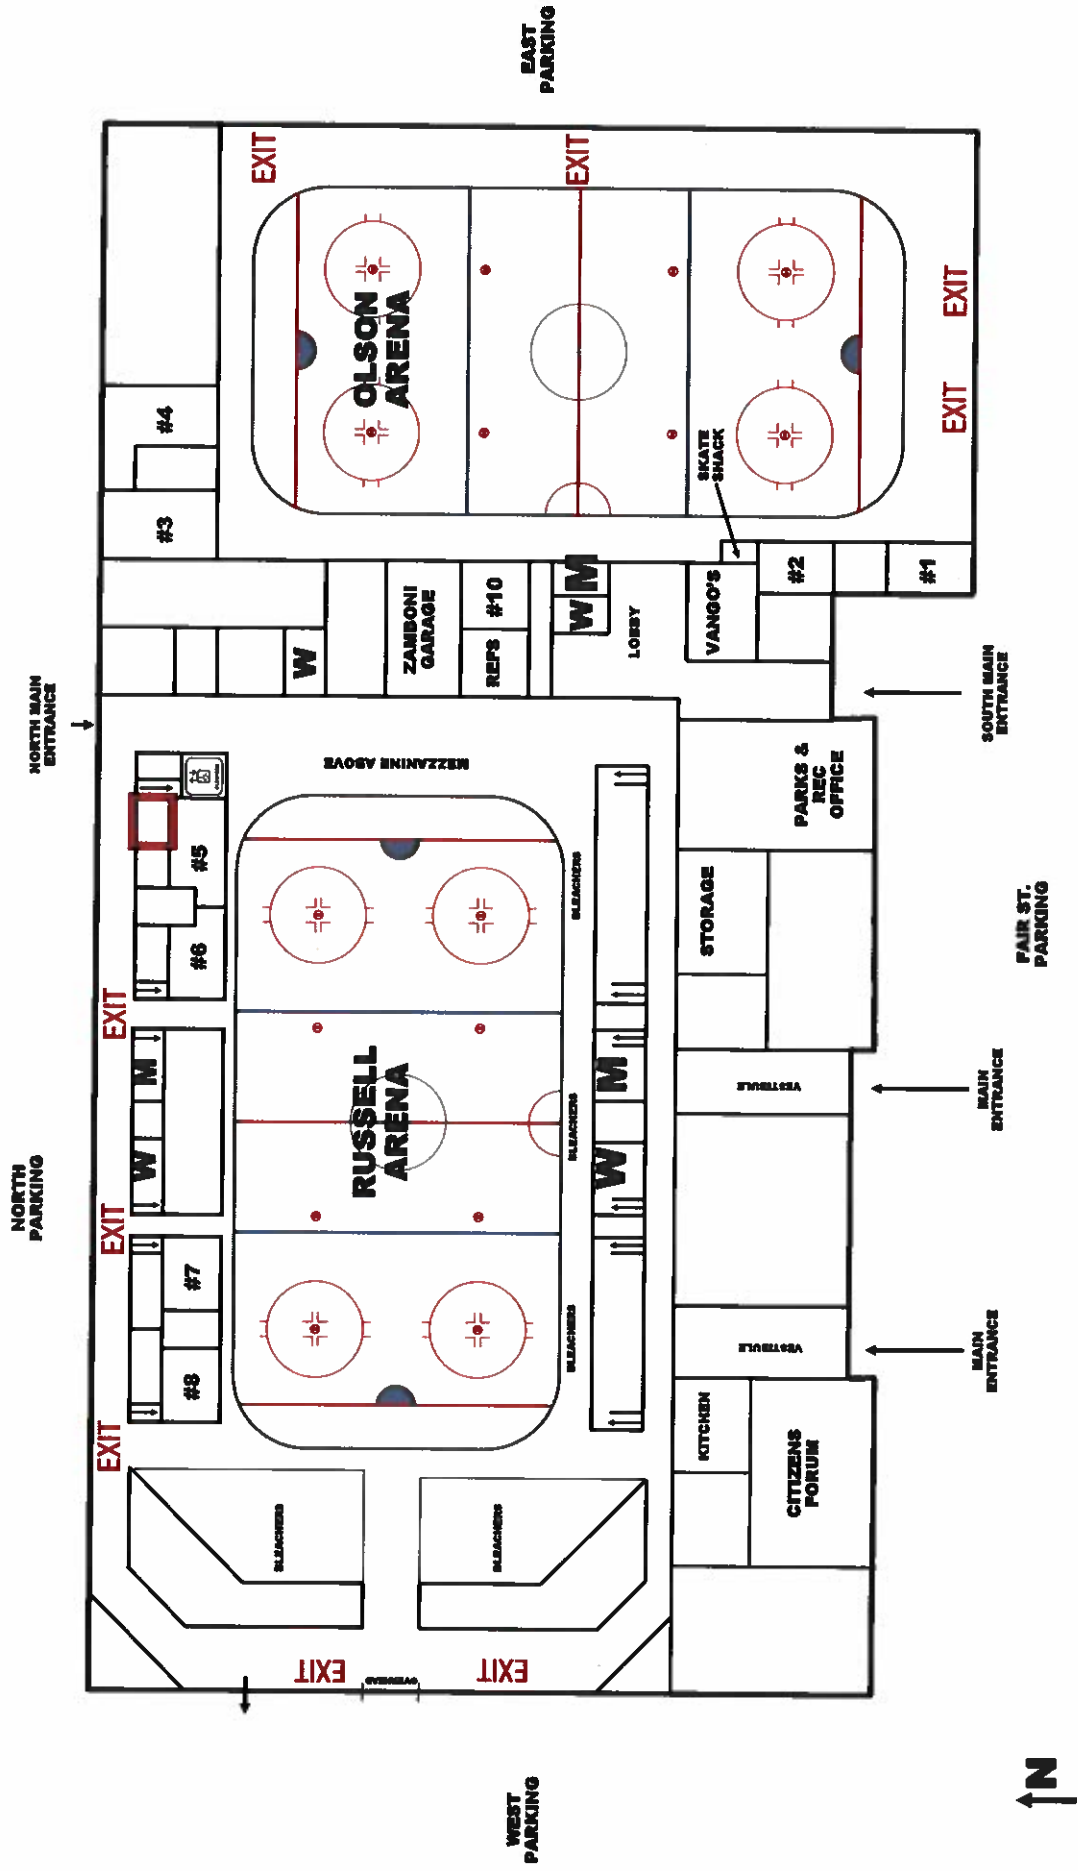 EAST
PARKING
EXIT
EXIT
OLSON
ARENA
EXIT
EXIT
#4
#3
SKATE
SHACK
ZAMBONI
GARAGE
#10
REFS
W
M
W
LOBBY
VANGO'S
#2
#1
NORTH MAIN
ENTRANCE
SOUTH MAIN
ENTRANCE
MEZZANINE ABOVE
PARKS &
REC
OFFICE
#5
#6
EXIT
BLEACHERS
STORAGE
FAIR ST.
PARKING
NORTH
PARKING
M
W
EXIT
RUSSELL
ARENA
BLEACHERS
M
W
VESTIBULE
MAIN
ENTRANCE
#7
#8
EXIT
BLEACHERS
VESTIBULE
MAIN
ENTRANCE
KITCHEN
CITIZENS
FORUM
BLEACHERS
BLEACHERS
EXIT
OVERHEAD
EXIT
WEST
PARKING
N